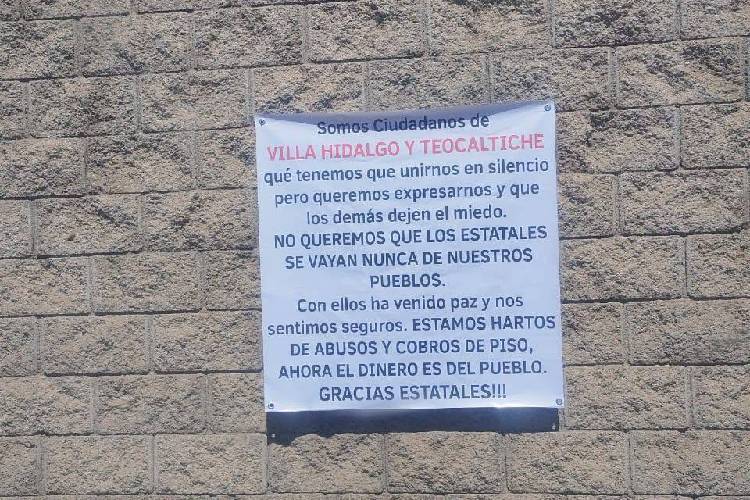 Somos Ciudadanos de
VILLA HIDALGO Y TEOCALTICHE
qué tenemos que unirnos en silencio
pero queremos expresarnos y que
los demás dejen el miedo.
NO QUEREMOS QUE LOS ESTATALES
SE VAYAN NUNCA DE NUESTROS
PUEBLOS.
Con ellos ha venido paz y nos
sentimos seguros. ESTAMOS HARTOS
DE ABUSOS Y COBROS DE PISO,
AHORA EL DINERO ES DEL PUEBLO.
GRACIAS ESTATALES!!!